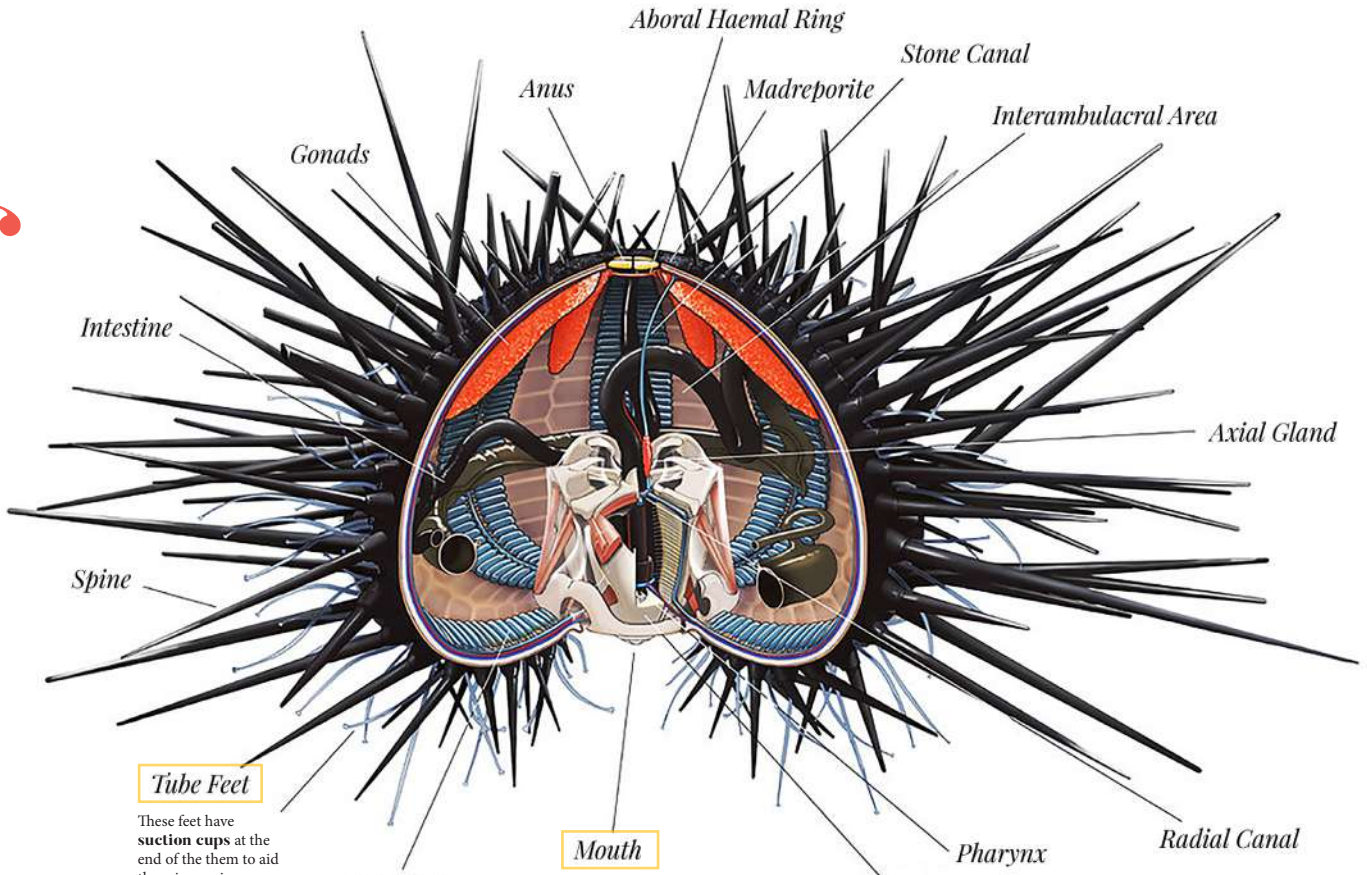 Aboral Haemal Ring
Stone Canal
Anus
Madreporite
Interambulacral Area
Gonads
Intestine
Axial Gland
Spine
Tube Feet
These feet have
suction cups at the
end of the them to aid
Mouth
Pharynx
Radial Canal